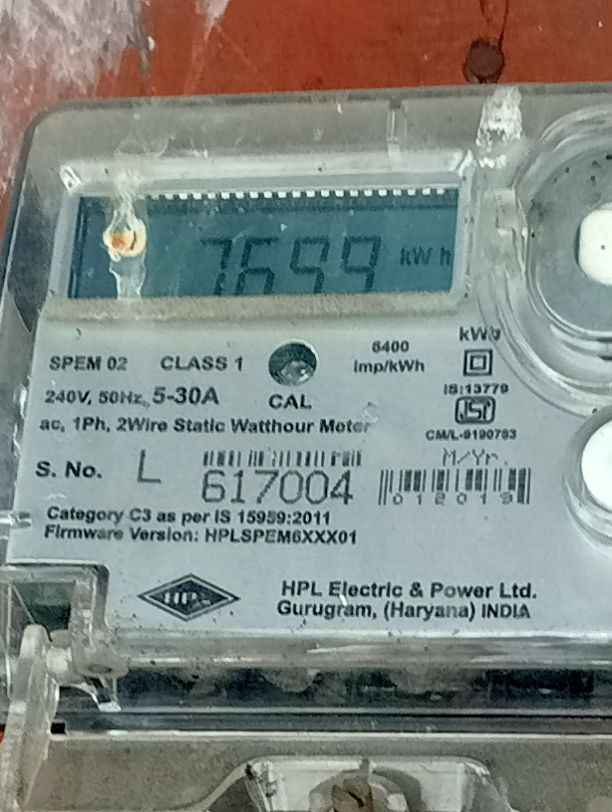 7699 kWh
kWh
SPEM 02 CLASS 1 6400
imp/kWh
IS:13779
240V, 50Hz, 5-30A CAL
ac, 1Ph, 2Wire Static Watthour Meter
CM/L-9190783
M/Yr.
S. No. L 617004 012019
Category C3 as per IS 15959:2011
Firmware Version: HPLSPEM6XXX01
HPL
HPL Electric & Power Ltd.
Gurugram, (Haryana) INDIA